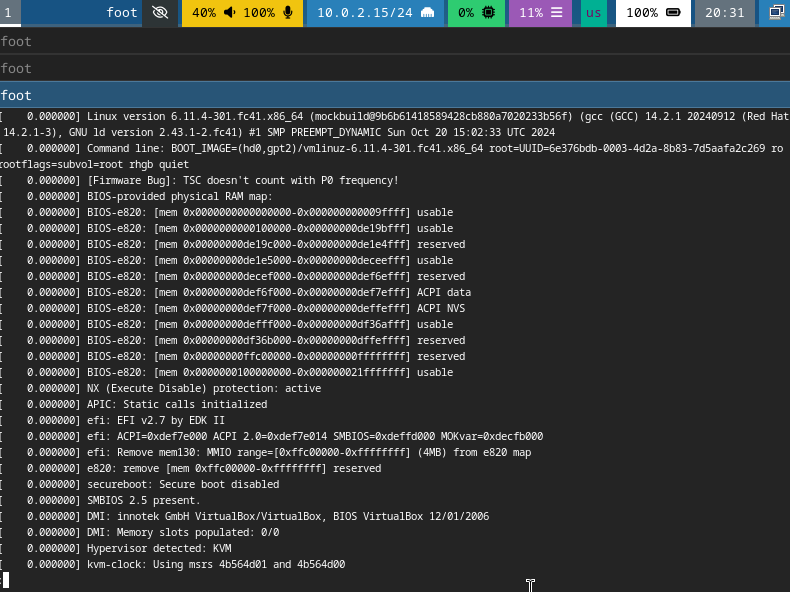 1 foot 40% 100% 10.0.2.15/24 0% 11% us 100% 20:31
foot
foot
foot
[    0.000000] Linux version 6.11.4-301.fc41.x86_64 (mockbuild@9b6b61418589428cb880a7020233b56f) (gcc (GCC) 14.2.1 20240912 (Red Hat
14.2.1-3), GNU ld version 2.43.1-2.fc41) #1 SMP PREEMPT_DYNAMIC Sun Oct 20 15:02:33 UTC 2024
[    0.000000] Command line: BOOT_IMAGE=(hd0,gpt2)/vmlinuz-6.11.4-301.fc41.x86_64 root=UUID=6e376bdb-0003-4d2a-8b83-7d5aafa2c269 ro
rootflags=subvol=root rhgb quiet
[    0.000000] [Firmware Bug]: TSC doesn't count with P0 frequency!
[    0.000000] BIOS-provided physical RAM map:
[    0.000000] BIOS-e820: [mem 0x0000000000000000-0x000000000009ffff] usable
[    0.000000] BIOS-e820: [mem 0x0000000000100000-0x00000000de19bfff] usable
[    0.000000] BIOS-e820: [mem 0x00000000de19c000-0x00000000de1e4fff] reserved
[    0.000000] BIOS-e820: [mem 0x00000000de1e5000-0x00000000deceefff] usable
[    0.000000] BIOS-e820: [mem 0x00000000decef000-0x00000000def6efff] reserved
[    0.000000] BIOS-e820: [mem 0x00000000def6f000-0x00000000def7efff] ACPI data
[    0.000000] BIOS-e820: [mem 0x00000000def7f000-0x00000000deffefff] ACPI NVS
[    0.000000] BIOS-e820: [mem 0x00000000defff000-0x00000000df36afff] usable
[    0.000000] BIOS-e820: [mem 0x00000000df36b000-0x00000000dffeffff] reserved
[    0.000000] BIOS-e820: [mem 0x00000000ffc00000-0x00000000ffffffff] reserved
[    0.000000] BIOS-e820: [mem 0x0000000100000000-0x000000021fffffff] usable
[    0.000000] NX (Execute Disable) protection: active
[    0.000000] APIC: Static calls initialized
[    0.000000] efi: EFI v2.7 by EDK II
[    0.000000] efi: ACPI=0xdef7e000 ACPI 2.0=0xdef7e014 SMBIOS=0xdeffd000 MOKvar=0xdecfb000
[    0.000000] efi: Remove mem130: MMIO range=[0xffc00000-0xffffffff] (4MB) from e820 map
[    0.000000] e820: remove [mem 0xffc00000-0xffffffff] reserved
[    0.000000] secureboot: Secure boot disabled
[    0.000000] SMBIOS 2.5 present.
[    0.000000] DMI: innotek GmbH VirtualBox/VirtualBox, BIOS VirtualBox 12/01/2006
[    0.000000] DMI: Memory slots populated: 0/0
[    0.000000] Hypervisor detected: KVM
[    0.000000] kvm-clock: Using msrs 4b564d01 and 4b564d00
: